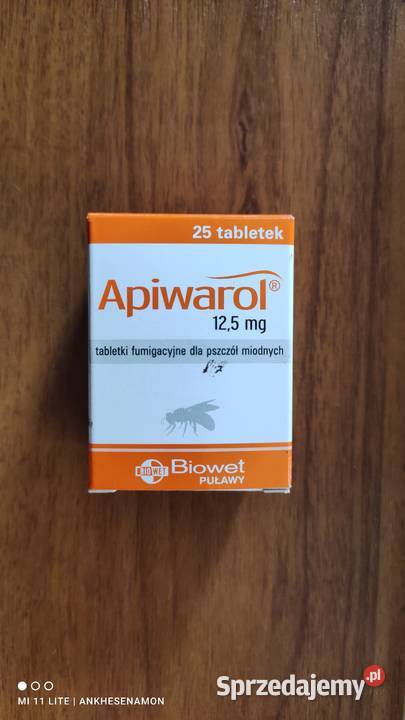 25 tabletek
Apiwarol®
12,5 mg
tabletki fumigacyjne dla pszczół miodnych
BIOWET
Biowet
PUŁAWY
MI 11 LITE | ANKHESENAMON
Sprzedajemy.pl